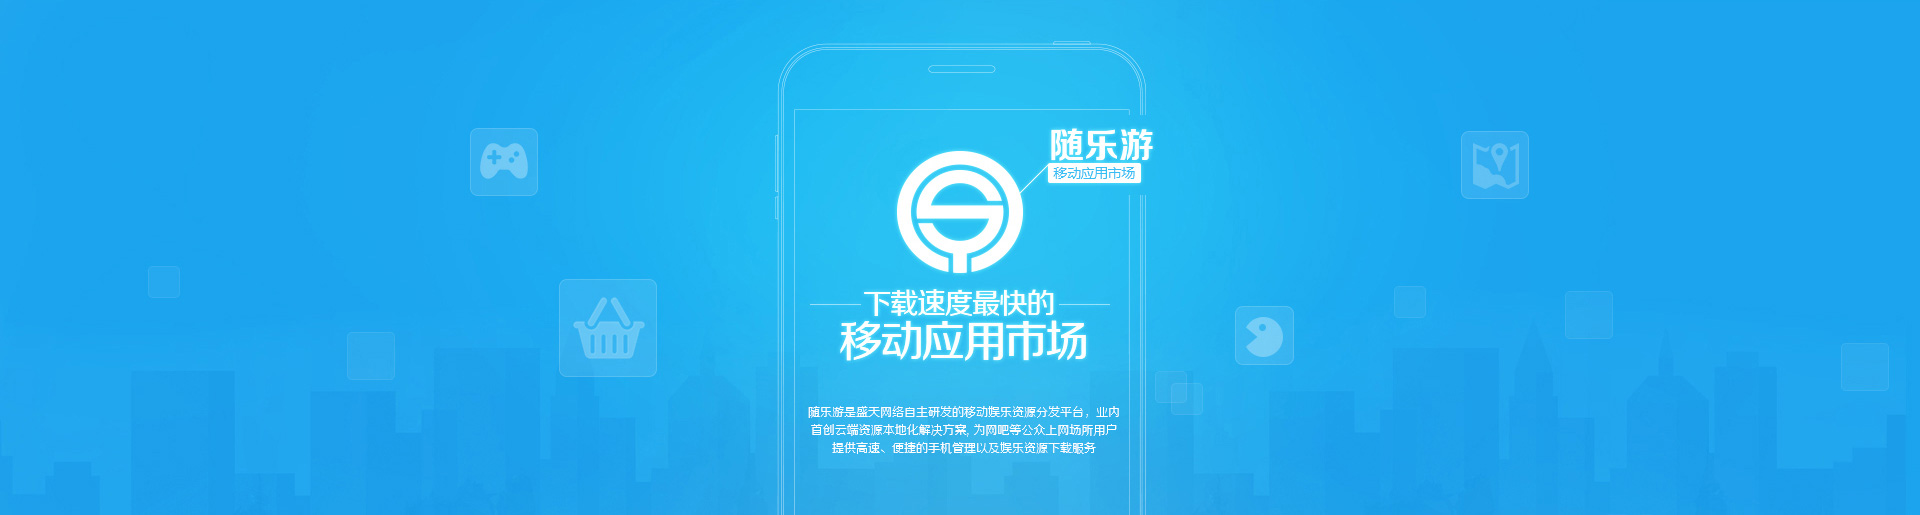 随乐游
移动应用市场
下载速度最快的
移动应用市场
随乐游是盛天网络自主研发的移动娱乐资源分发平台，业内
首创云端资源本地化解决方案, 为网吧等公众上网场所用户
提供高速、便捷的手机管理以及娱乐资源下载服务